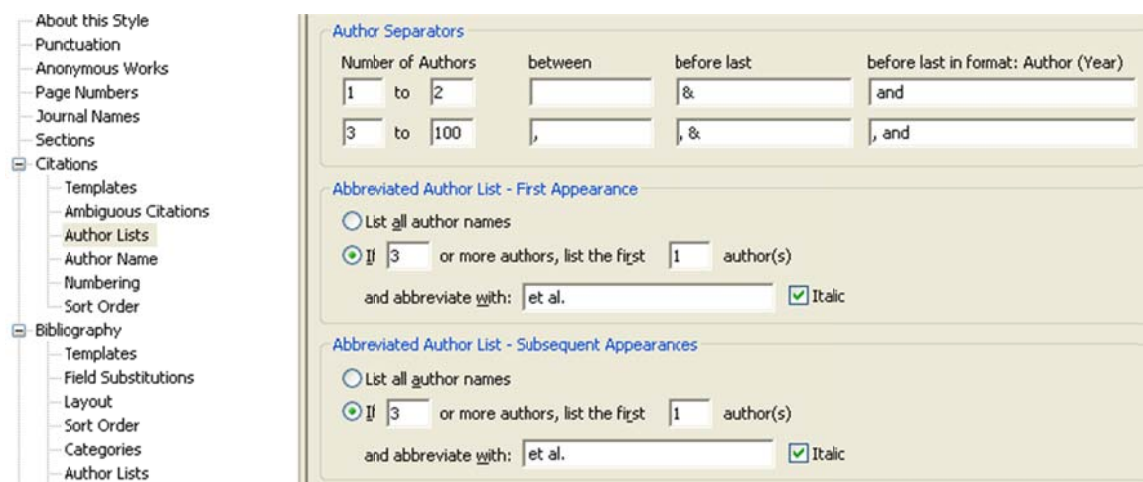 About this Style
Punctuation
Anonymous Works
Page Numbers
Journal Names
Sections
Citations
Templates
Ambiguous Citations
Author Lists
Author Name
Numbering
Sort Order
Bibliography
Templates
Field Substitutions
Layout
Sort Order
Categories
Author Lists
Author Separators
Number of Authors between before last before last in format: Author (Year)
1 to 2 & and
3 to 100 , , & , and
Abbreviated Author List - First Appearance
List all author names
If 3 or more authors, list the first 1 author(s)
and abbreviate with: et al. Italic
Abbreviated Author List - Subsequent Appearances
List all author names
If 3 or more authors, list the first 1 author(s)
and abbreviate with: et al. Italic